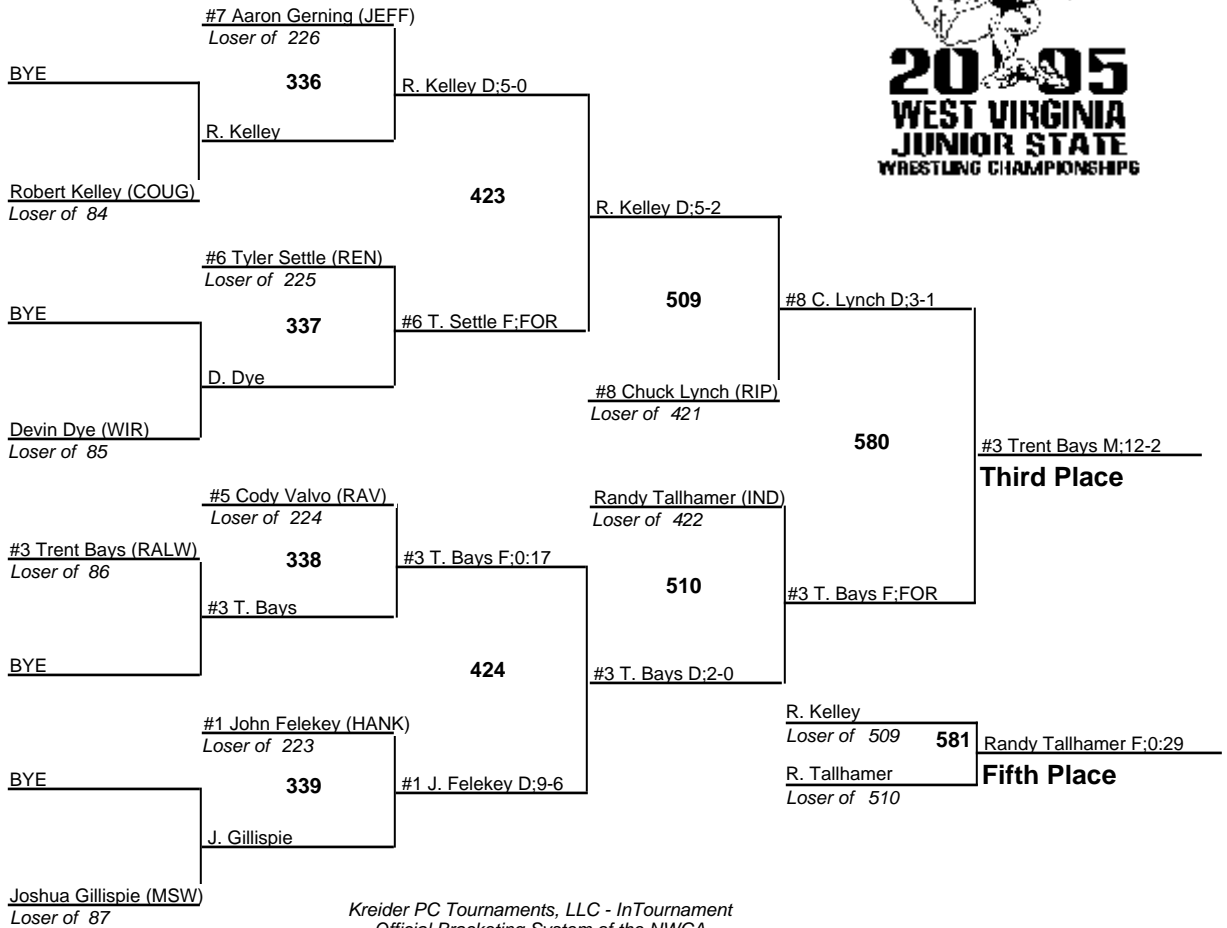 #7 Aaron Gerning (JEFF)
Loser of 226
BYE
336
R. Kelley D;5-0
R. Kelley
Robert Kelley (COUG)
Loser of 84
423
R. Kelley D;5-2
#6 Tyler Settle (REN)
Loser of 225
BYE
337
#6 T. Settle F;FOR
509
#8 C. Lynch D;3-1
D. Dye
#8 Chuck Lynch (RIP)
Loser of 421
Devin Dye (WIR)
Loser of 85
580
#3 Trent Bays M;12-2
Third Place
#5 Cody Valvo (RAV)
Loser of 224
Randy Tallhamer (IND)
Loser of 422
#3 Trent Bays (RALW)
Loser of 86
338
#3 T. Bays F;0:17
510
#3 T. Bays F;FOR
#3 T. Bays
BYE
424
#3 T. Bays D;2-0
#1 John Felekey (HANK)
Loser of 223
R. Kelley
Loser of 509
581
Randy Tallhamer F;0:29
Fifth Place
BYE
339
#1 J. Felekey D;9-6
R. Tallhamer
Loser of 510
J. Gillispie
Joshua Gillispie (MSW)
Loser of 87
Kreider PC Tournaments, LLC - InTournament
Official Bracketing System of the NWCA
20 05
WEST VIRGINIA
JUNIOR STATE
WRESTLING CHAMPIONSHIPS